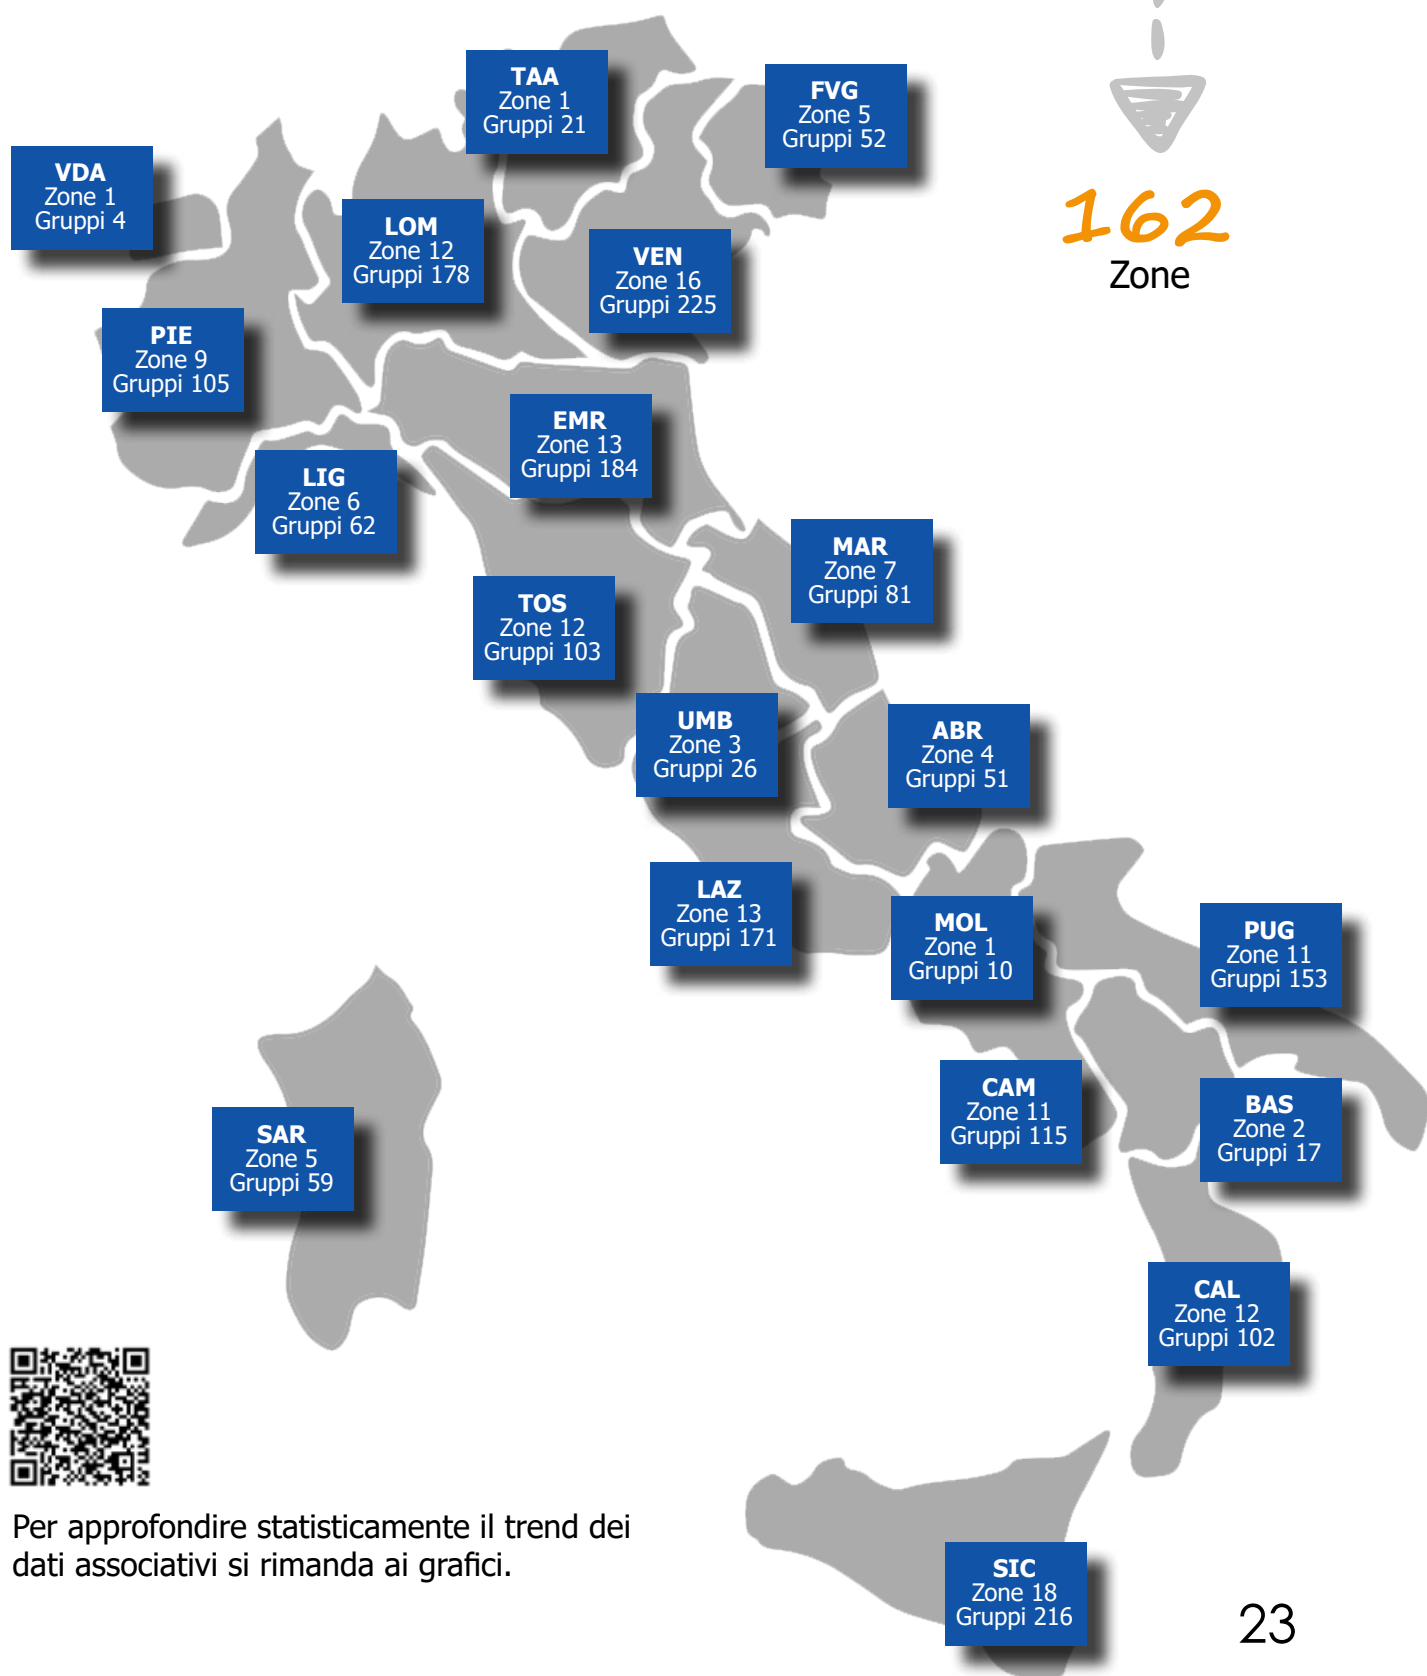 TAA
Zone 1
Gruppi 21
FVG
Zone 5
Gruppi 52
VDA
Zone 1
Gruppi 4
LOM
Zone 12
Gruppi 178
VEN
Zone 16
Gruppi 225
162
Zone
PIE
Zone 9
Gruppi 105
EMR
Zone 13
Gruppi 184
LIG
Zone 6
Gruppi 62
MAR
Zone 7
Gruppi 81
TOS
Zone 12
Gruppi 103
UMB
Zone 3
Gruppi 26
ABR
Zone 4
Gruppi 51
LAZ
Zone 13
Gruppi 171
MOL
Zone 1
Gruppi 10
PUG
Zone 11
Gruppi 153
CAM
Zone 11
Gruppi 115
BAS
Zone 2
Gruppi 17
SAR
Zone 5
Gruppi 59
CAL
Zone 12
Gruppi 102
Per approfondire statisticamente il trend dei
dati associativi si rimanda ai grafici.
SIC
Zone 18
Gruppi 216
23